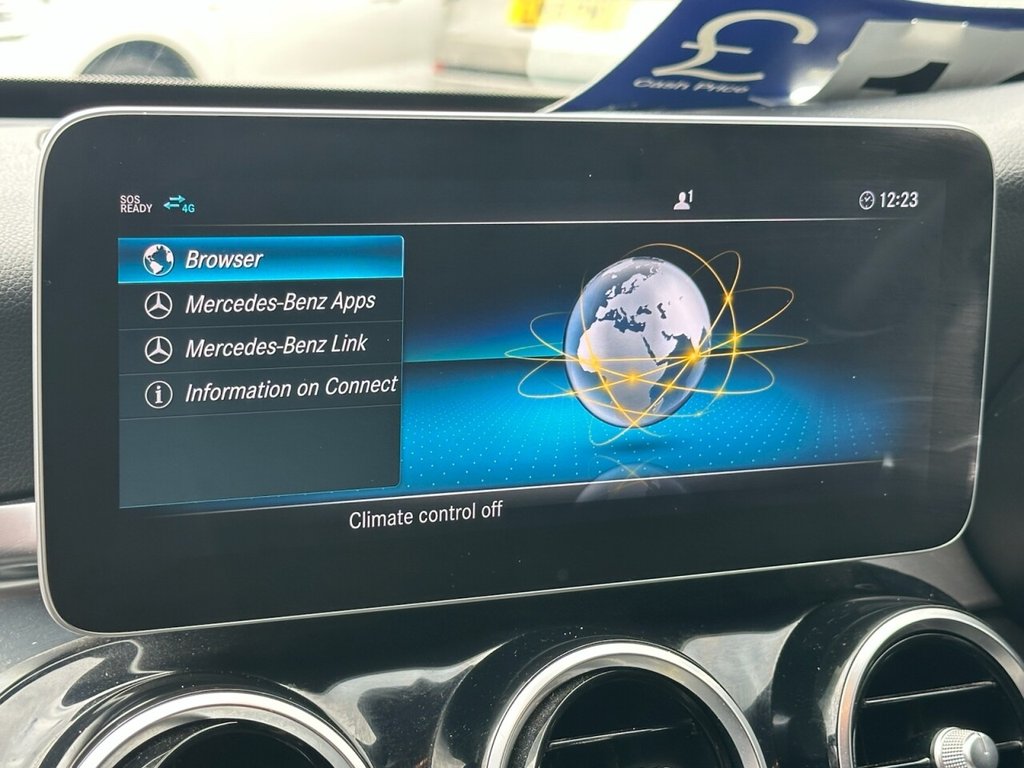 £
Cash Price
1
SOS
READY
4G
1
12:23
Browser
Mercedes-Benz Apps
Mercedes-Benz Link
Information on Connect
Climate control off